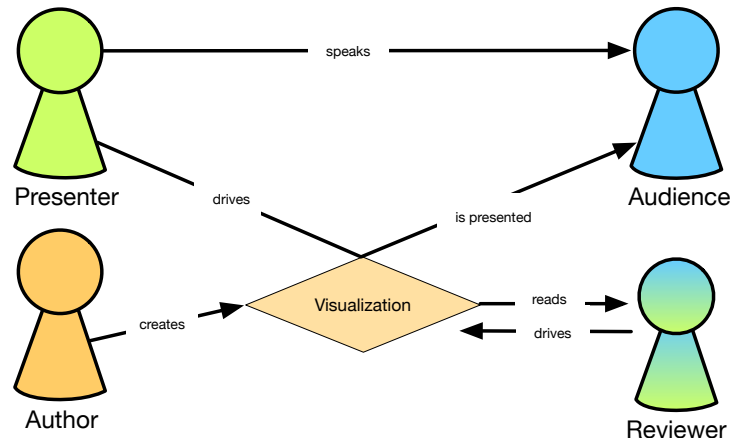 speaks
Presenter
Audience
drives
is presented
Visualization
reads
creates
drives
Author
Reviewer